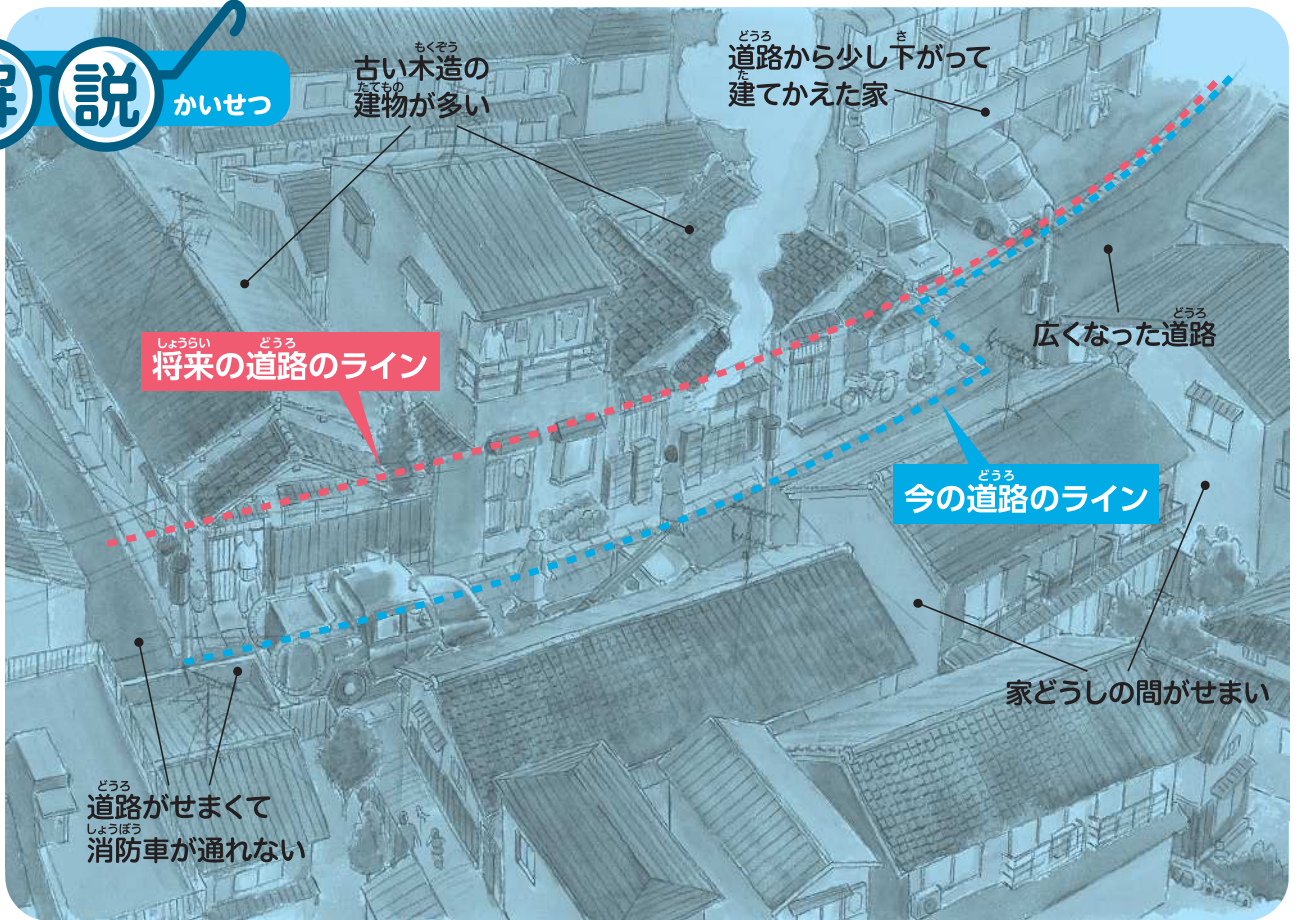 解説 かいせつ
古い木造の
建物が多い
道路から少し下がって
建てかえた家
広くなった道路
将来の道路のライン
今の道路のライン
家どうしの間がせまい
道路がせまくて
消防車が通れない